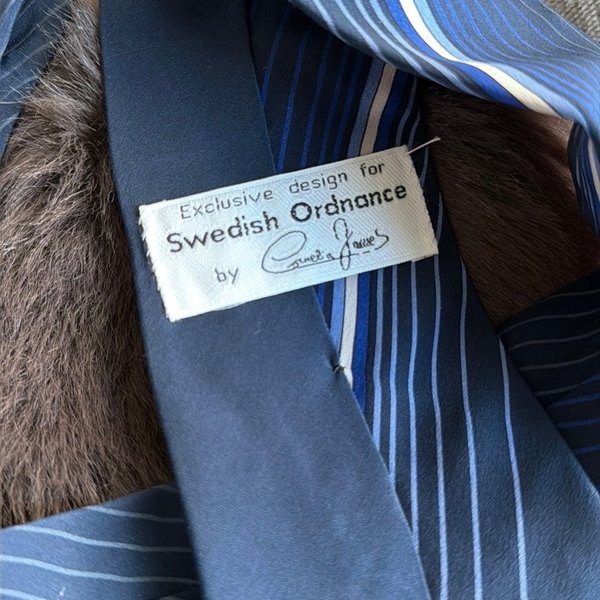 Exclusive design for
Swedish Ordnance
by